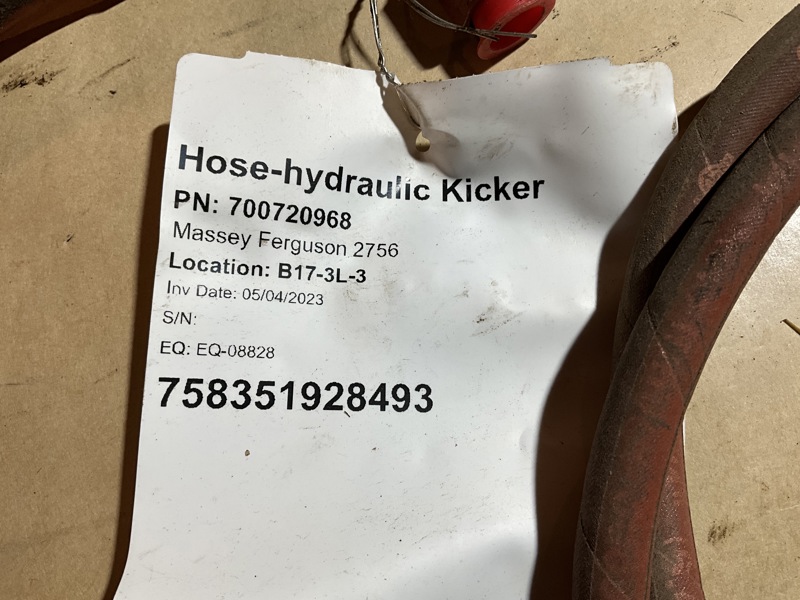 Hose-hydraulic Kicker
PN: 700720968
Massey Ferguson 2756
Location: B17-3L-3
Inv Date: 05/04/2023
S/N:
EQ: EQ-08828
758351928493